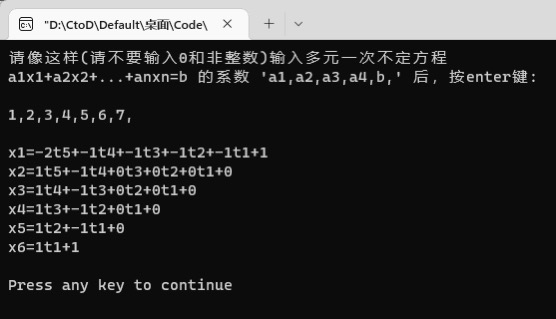 "D:\CtoD\Default\桌面\Code\
请像这样(请不要输入0和非整数)输入多元一次不定方程
a1x1+a2x2+...+anxn=b 的系数 'a1,a2,a3,a4,b,' 后, 按enter键:
1,2,3,4,5,6,7,
x1=-2t5+-1t4+-1t3+-1t2+-1t1+1
x2=1t5+-1t4+0t3+0t2+0t1+0
x3=1t4+-1t3+0t2+0t1+0
x4=1t3+-1t2+0t1+0
x5=1t2+-1t1+0
x6=1t1+1
Press any key to continue